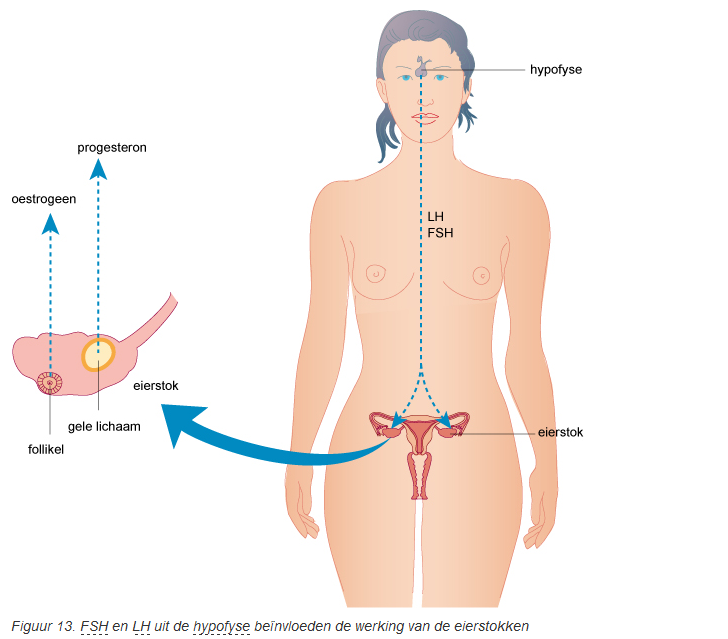 hypofyse
progesteron
oestrogeen
LH
FSH
eierstok
gele lichaam
follikel
eierstok
Figuur 13. FSH en LH uit de hypofyse beïnvloeden de werking van de eierstokken